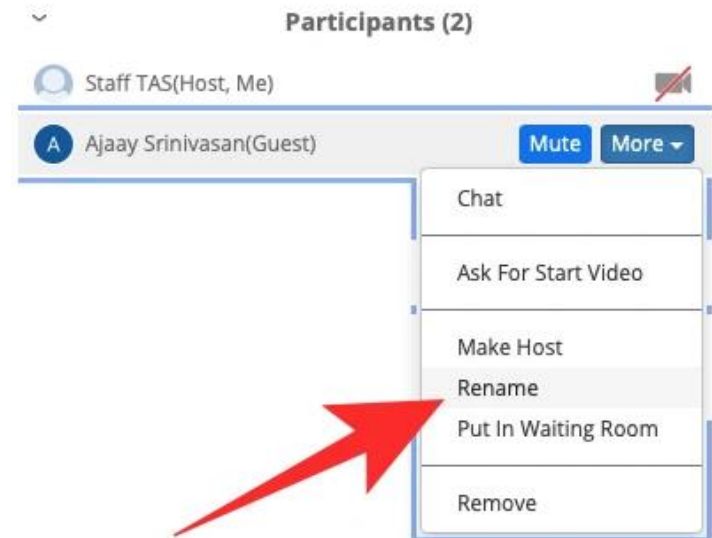 Participants (2)
Staff TAS(Host, Me)
A Ajaay Srinivasan(Guest) Mute More
Chat
Ask For Start Video
Make Host
Rename
Put In Waiting Room
Remove